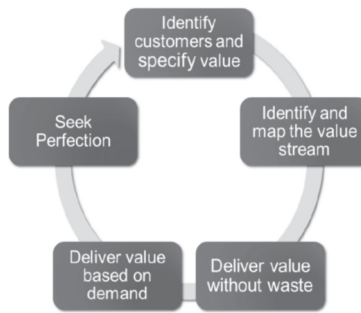 Identify
customers and
specify value
Identify and
map the value
stream
Deliver value
without waste
Deliver value
based on
demand
Seek
Perfection